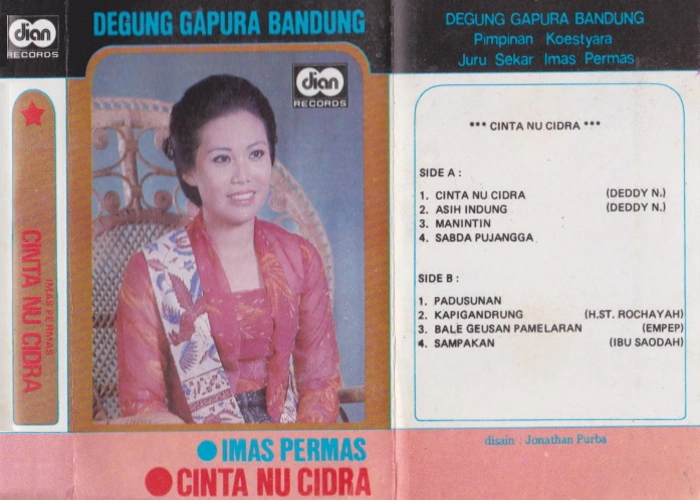 dian
RECORDS
IMAS PERMAS
CINTA NU CIDRA
DEGUNG GAPURA BANDUNG
dian
RECORDS
IMAS PERMAS
CINTA NU CIDRA
DEGUNG GAPURA BANDUNG
Pimpinan Koestyara
Juru Sekar Imas Permas
*** CINTA NU CIDRA ***
SIDE A :
1. CINTA NU CIDRA (DEDDY N.)
2. ASIH INDUNG (DEDDY N.)
3. MANINTIN
4. SABDA PUJANGGA
SIDE B :
1. PADUSUNAN
2. KAPIGANDRUNG (H.ST. ROCHAYAH)
3. BALE GEUSAN PAMELARAN (EMPEP)
4. SAMPAKAN (IBU SAODAH)
disain : Jonathan Purba